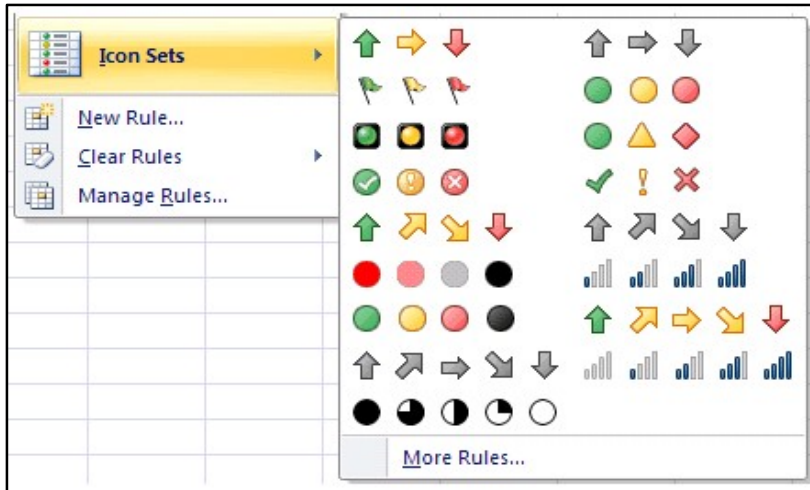 Icon Sets
New Rule...
Clear Rules
Manage Rules...
More Rules...